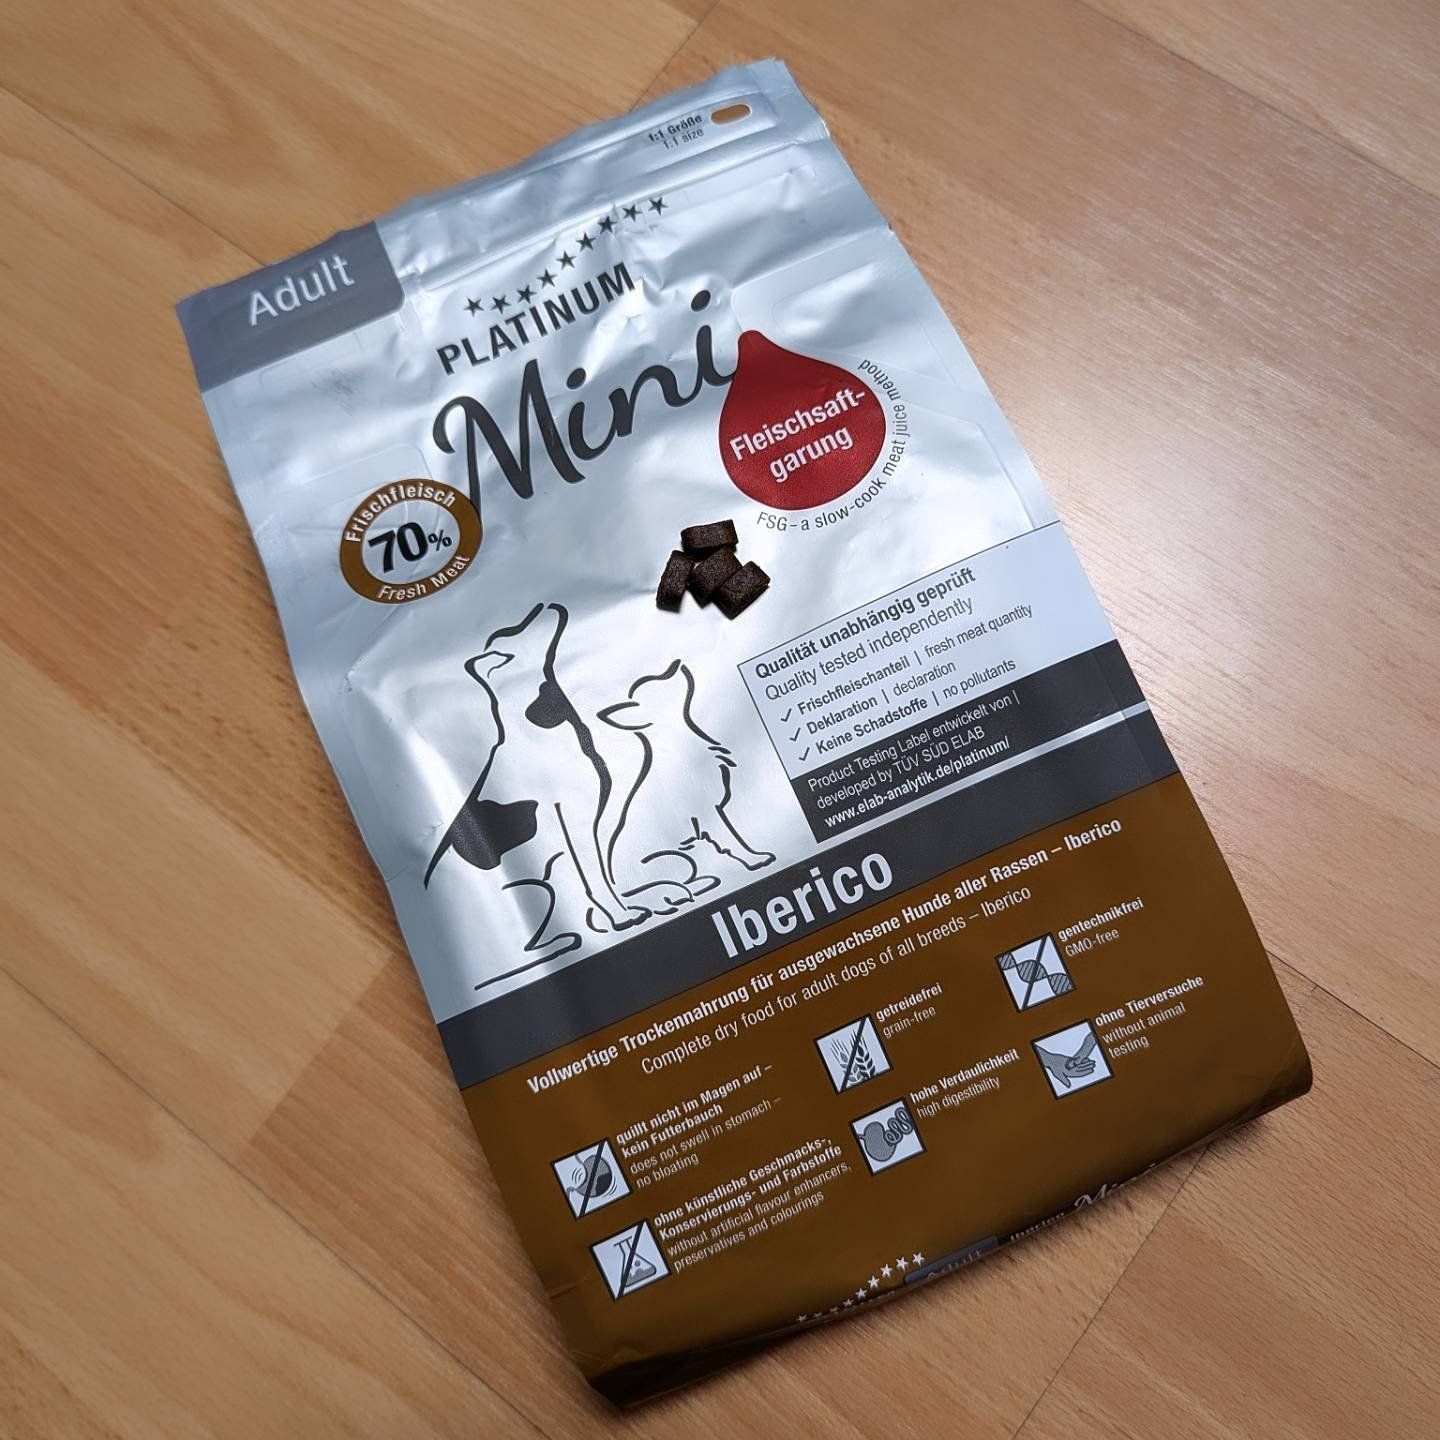 1:1 Größe
1:1 size
Adult
PLATINUM
Mini
Fleischsaft-
garung
FSG – a slow-cook meat juice method
Frischfleisch
70%
Fresh Meat
Qualität unabhängig geprüft
Quality tested independently
✓ Frischfleischanteil | fresh meat quantity
✓ Deklaration | declaration
✓ Keine Schadstoffe | no pollutants
Product Testing Label entwickelt von |
developed by TÜV SÜD ELAB
www.elab-analytik.de/platinum/
Iberico
Vollwertige Trockennahrung für ausgewachsene Hunde aller Rassen – Iberico
Complete dry food for adult dogs of all breeds – Iberico
quillt nicht im Magen auf –
kein Futterbauch
does not swell in stomach –
no bloating
getreidefrei
grain-free
gentechnikfrei
GMO-free
ohne künstliche Geschmacks-,
Konservierungs- und Farbstoffe
without artificial flavour enhancers,
preservatives and colourings
hohe Verdaulichkeit
high digestibility
ohne Tierversuche
without animal
testing
Adult
Iberico Mini